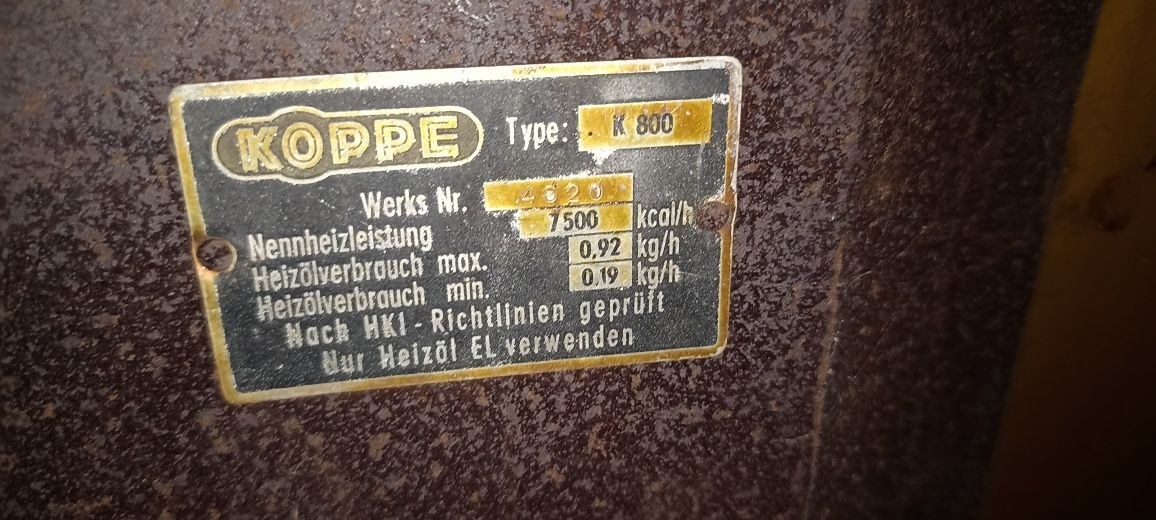 KOPPE Type: K 800
Werks Nr. 4620
Nennheizleistung 7500 kcal/h
Heizölverbrauch max. 0,92 kg/h
Heizölverbrauch min. 0,19 kg/h
Nach HKI-Richtlinien geprüft
Nur Heizöl EL verwenden